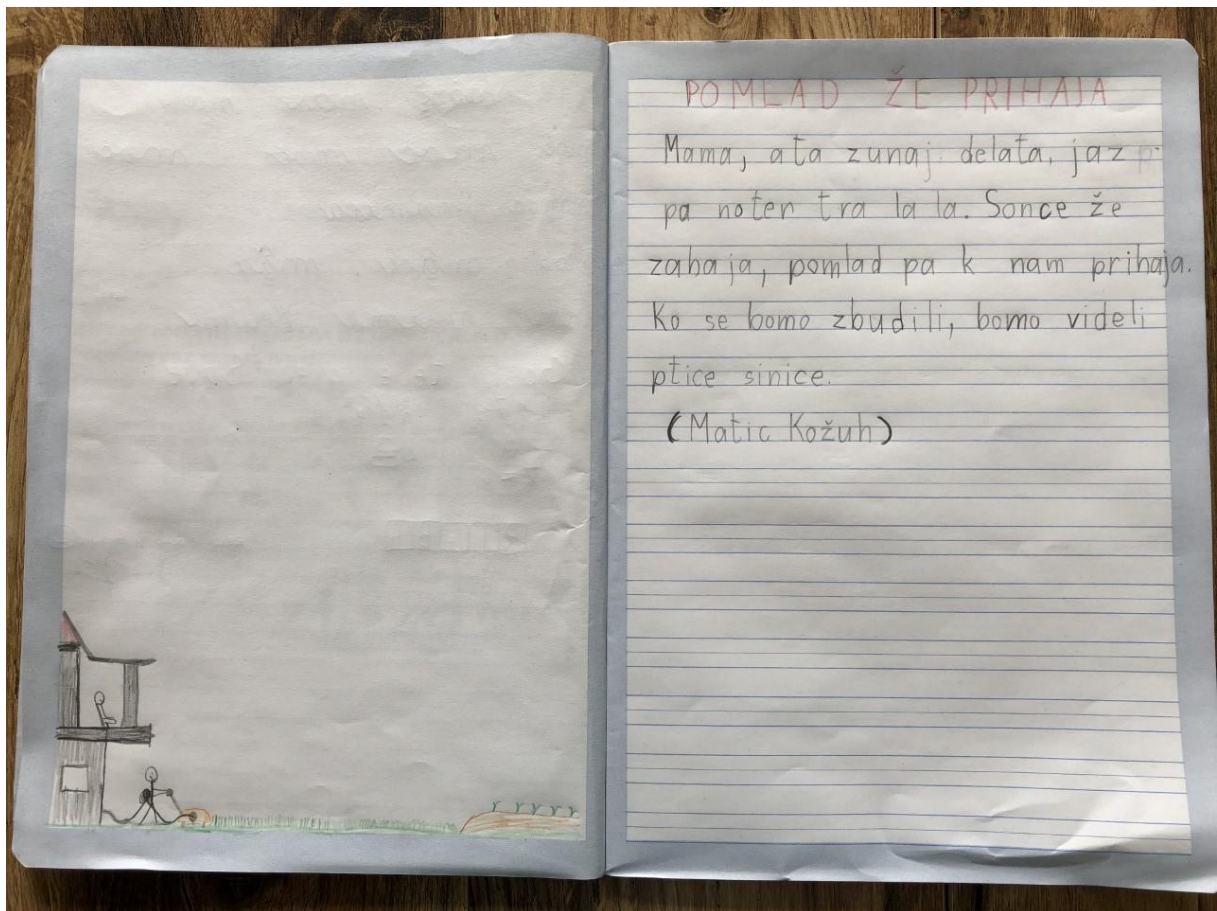 POMLAD ŽE PRIHAJA
Mama, ata zunaj delata, jaz
pa noter tra la la. Sonce že
zahaja, pomlad pa k nam prihaja.
Ko se bomo zbudili, bomo videli
ptice sinice.
(Matic Kožuh)